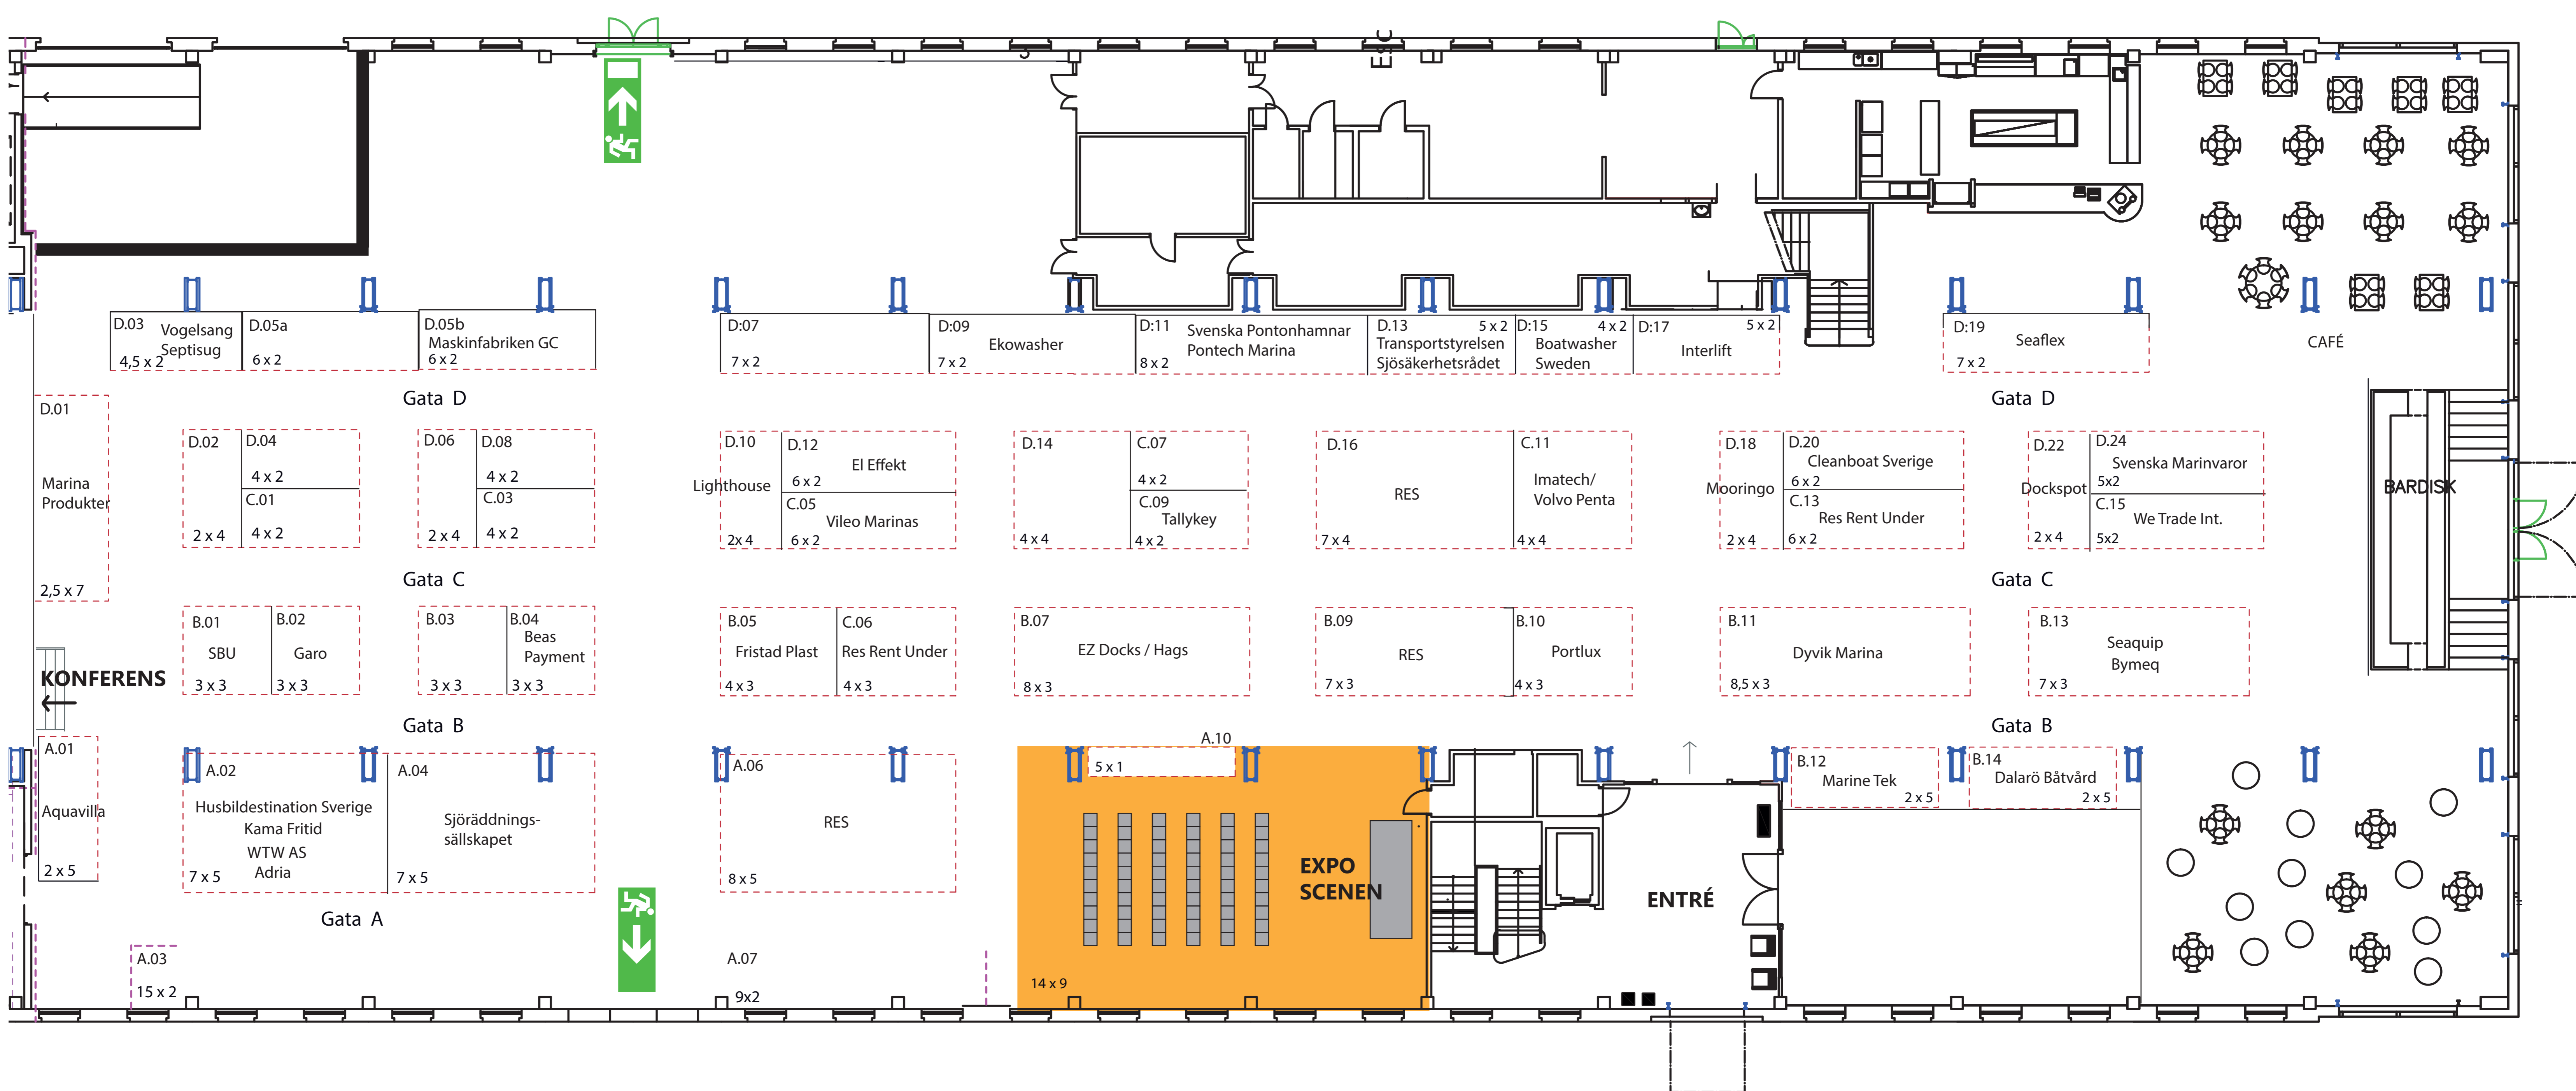 ESC
D.03
Vogelsang
Septisug
4,5 x 2
D.05a
6 x 2
D.05b
Maskinfabriken GC
6 x 2
D:07
7 x 2
D:09
Ekowasher
7 x 2
D:11
Svenska Pontonhamnar
Pontech Marina
8 x 2
D.13
5 x 2
Transportstyrelsen
Sjösäkerhetsrådet
D:15
4 x 2
Boatwasher
Sweden
D:17
5 x 2
Interlift
D:19
Seaflex
7 x 2
CAFÉ
Gata D
Gata D
D.01
Marina
Produkter
2,5 x 7
D.02
2 x 4
D.04
4 x 2
C.01
4 x 2
D.06
2 x 4
D.08
4 x 2
C.03
4 x 2
D.10
Lighthouse
2x 4
D.12
El Effekt
6 x 2
C.05
Vileo Marinas
6 x 2
D.14
4 x 4
C.07
4 x 2
C.09
Tallykey
4 x 2
D.16
RES
7 x 4
C.11
Imatech/
Volvo Penta
4 x 4
D.18
Mooringo
2 x 4
D.20
Cleanboat Sverige
6 x 2
C.13
Res Rent Under
6 x 2
D.22
Dockspot
2 x 4
D.24
Svenska Marinvaror
5x2
C.15
We Trade Int.
5x2
BARDISK
Gata C
Gata C
B.01
SBU
3 x 3
B.02
Garo
3 x 3
B.03
3 x 3
B.04
Beas
Payment
3 x 3
B.05
Fristad Plast
4 x 3
C.06
Res Rent Under
4 x 3
B.07
EZ Docks / Hags
8 x 3
B.09
RES
7 x 3
B.10
Portlux
4 x 3
B.11
Dyvik Marina
8,5 x 3
B.13
Seaquip
Bymeq
7 x 3
KONFERENS
Gata B
Gata B
A.01
Aquavilla
2 x 5
A.02
Husbildestination Sverige
Kama Fritid
WTW AS
Adria
7 x 5
A.04
Sjöräddnings-
sällskapet
7 x 5
A.06
RES
8 x 5
A.10
5 x 1
EXPO
SCENEN
14 x 9
ENTRÉ
B.12
Marine Tek
2 x 5
B.14
Dalarö Båtvård
2 x 5
Gata A
A.03
15 x 2
A.07
9x2